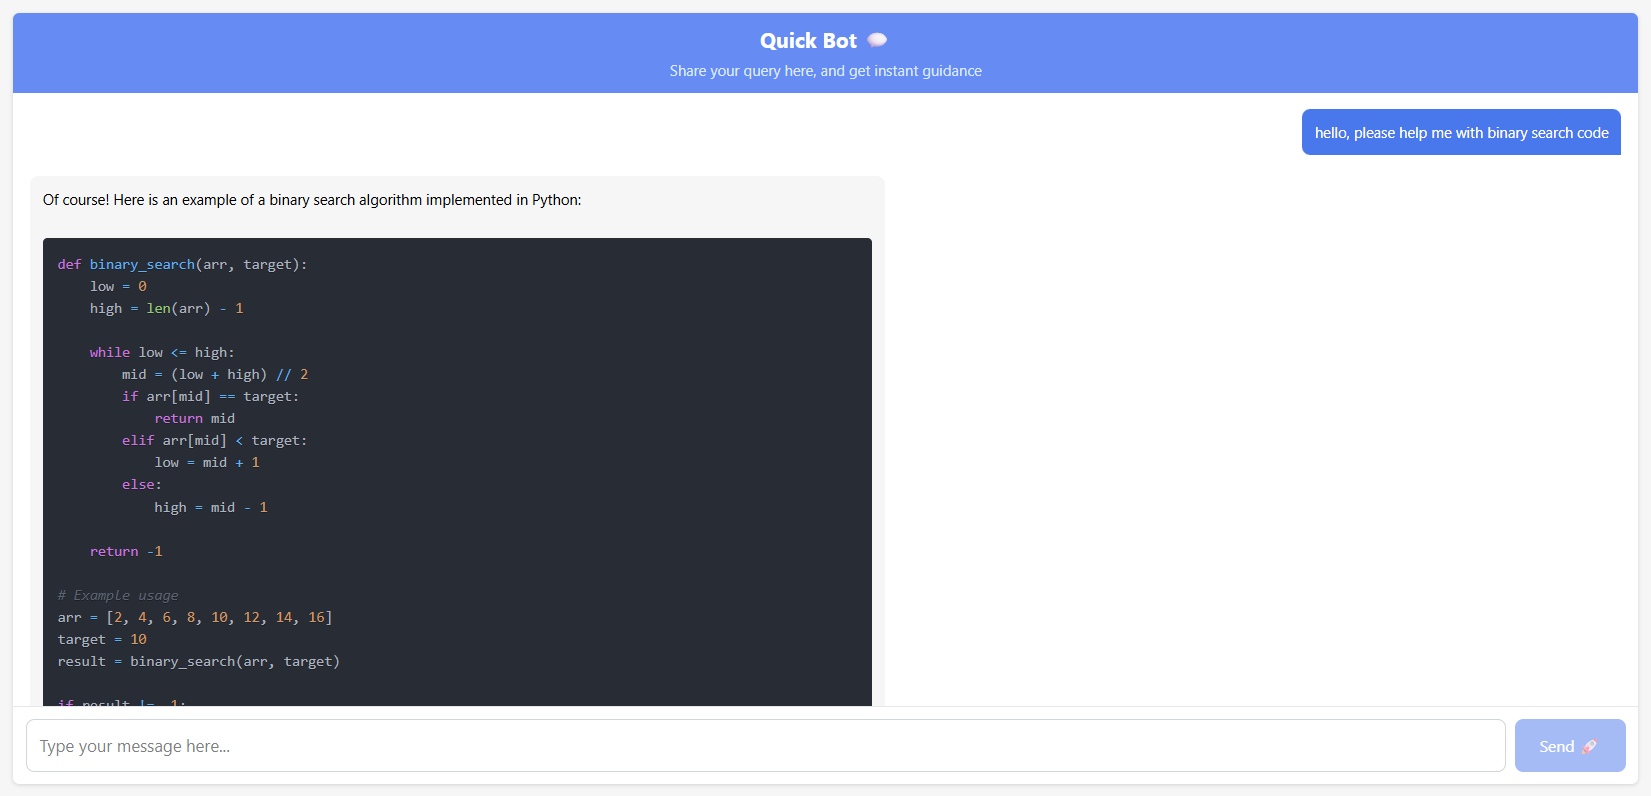 Quick Bot
Share your query here, and get instant guidance
hello, please help me with binary search code
Of course! Here is an example of a binary search algorithm implemented in Python:
def binary_search(arr, target):
    low = 0
    high = len(arr) - 1
    while low <= high:
        mid = (low + high) // 2
        if arr[mid] == target:
            return mid
        elif arr[mid] < target:
            low = mid + 1
        else:
            high = mid - 1
    return -1
# Example usage
arr = [2, 4, 6, 8, 10, 12, 14, 16]
target = 10
result = binary_search(arr, target)
if result != -1:
Type your message here...
Send